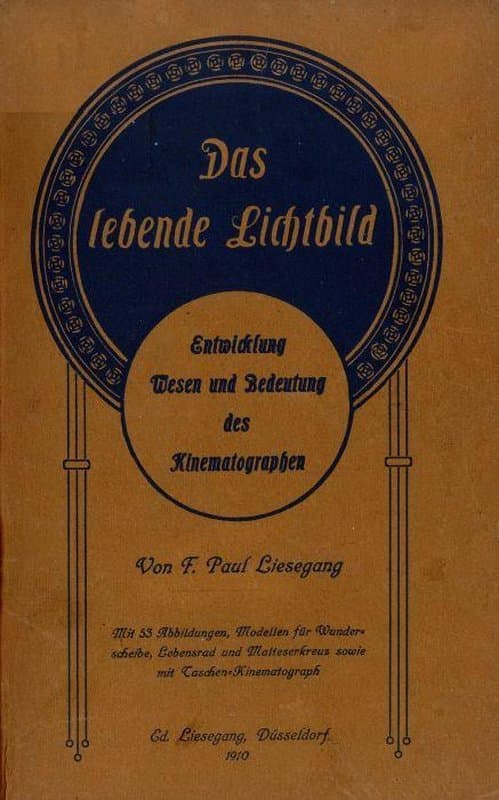 Das
lebende Lichtbild
Entwicklung
Wesen und Bedeutung
des
Kinematographen
Von F. Paul Liesegang
Mit 53 Abbildungen, Modellen für Wunder-
scheibe, Lebensrad und Malteserkreuz sowie
mit Taschen-Kinematograph
Ed. Liesegang, Düsseldorf.
1910